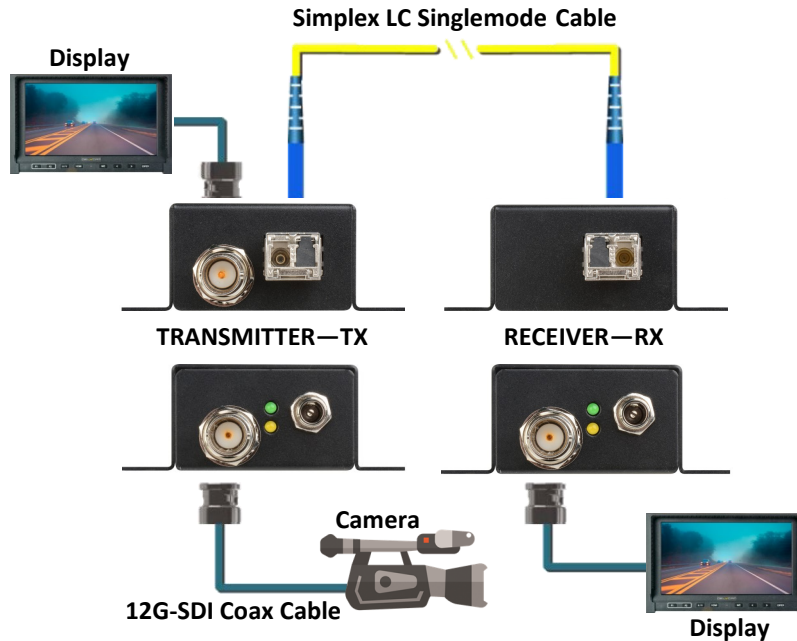 Simplex LC Singlemode Cable
Display
TRANSMITTER—TX
RECEIVER—RX
Camera
12G-SDI Coax Cable
Display